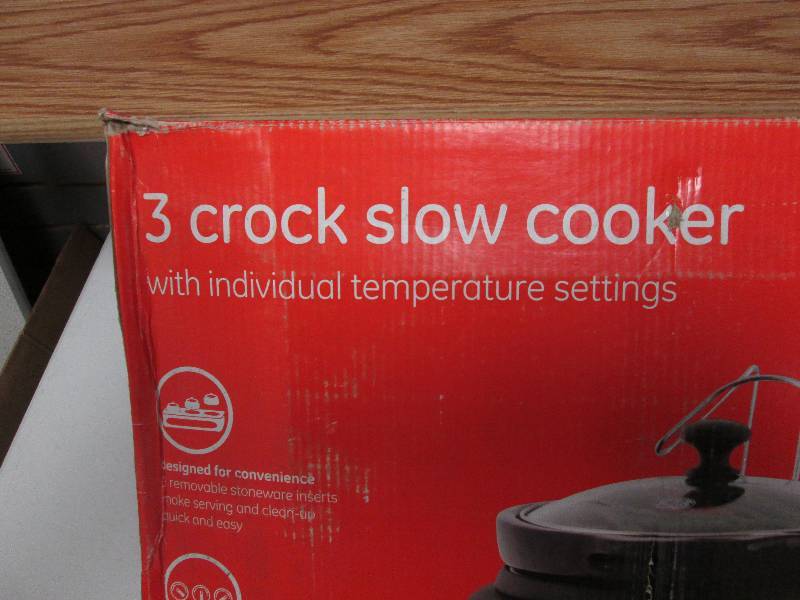 3 crock slow cooker
with individual temperature settings
designed for convenience
removable stoneware inserts
make serving and clean-up
quick and easy